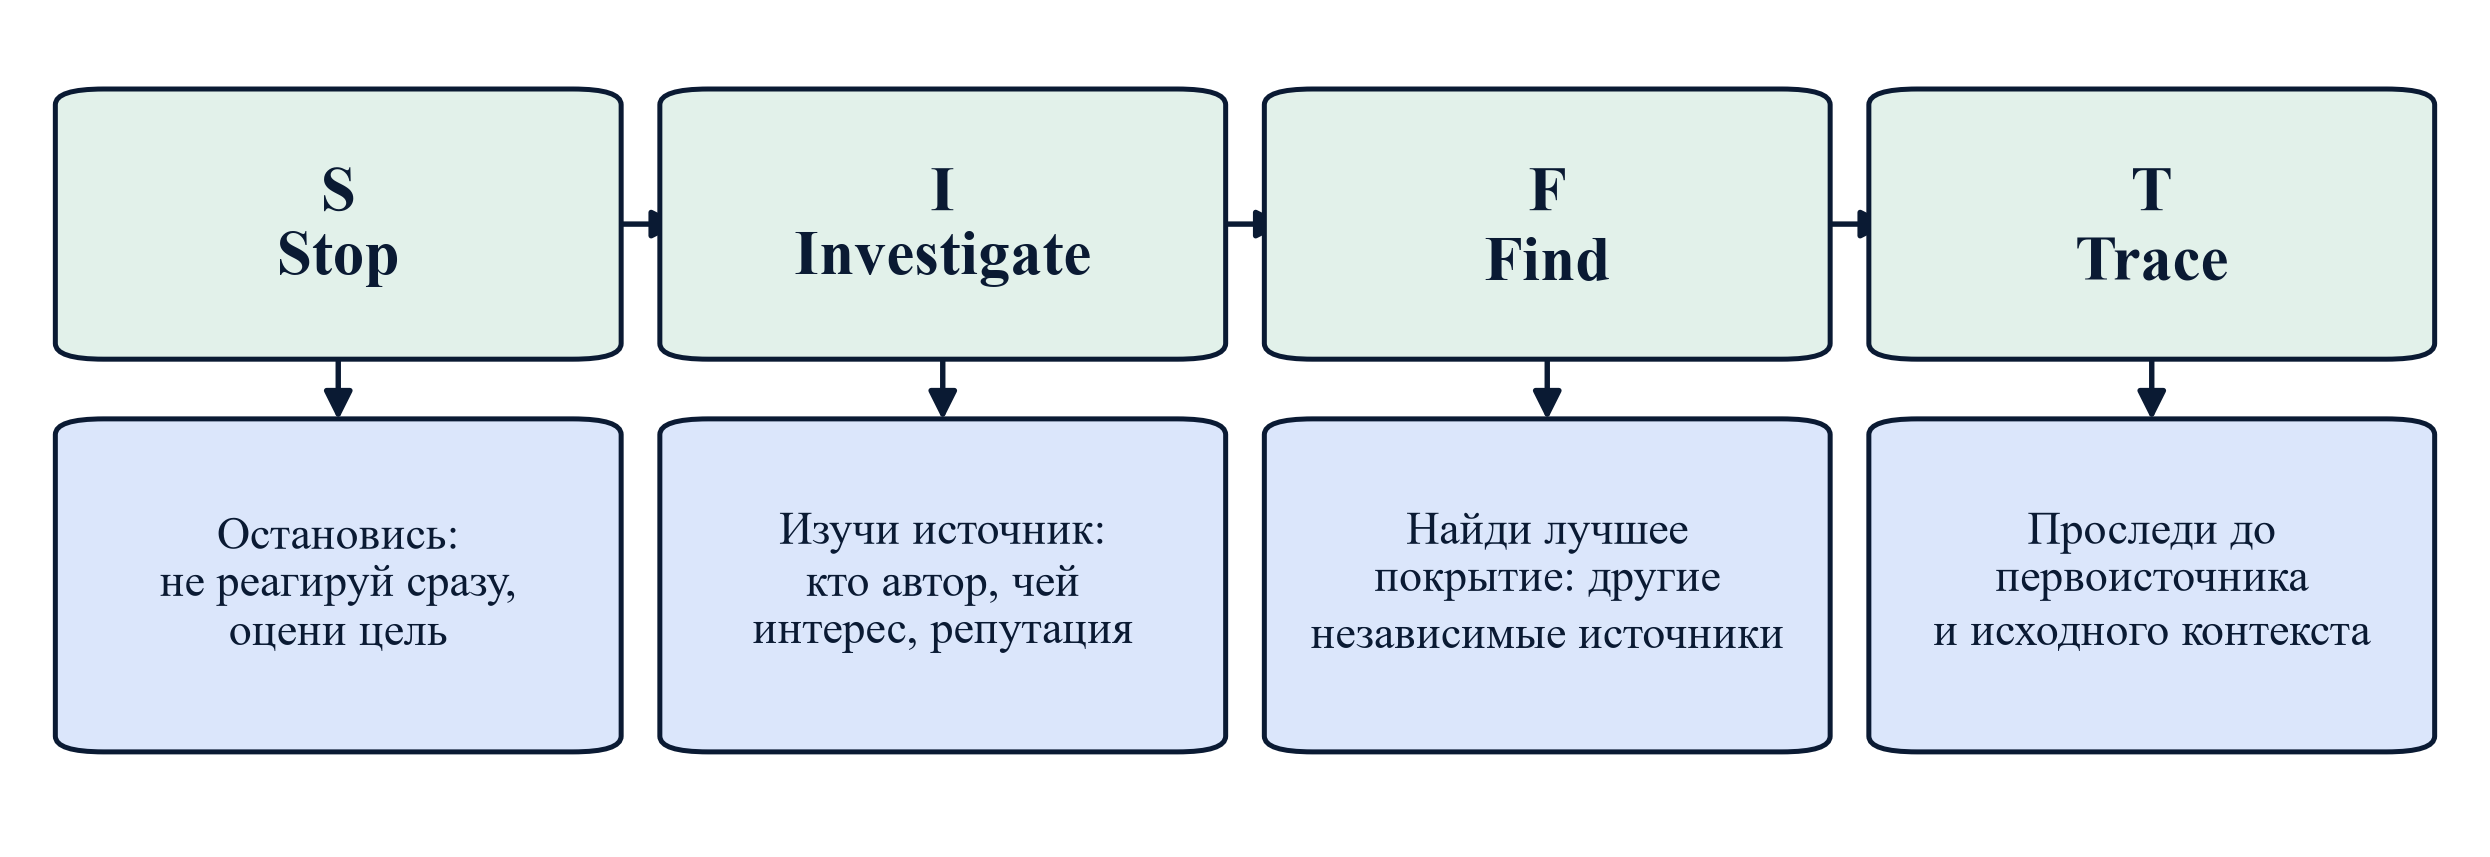 S
Stop
I
Investigate
F
Find
T
Trace
Остановись:
не реагируй сразу,
оцени цель
Изучи источник:
кто автор, чей
интерес, репутация
Найди лучшее
покрытие: другие
независимые источники
Проследи до
первоисточника
и исходного контекста